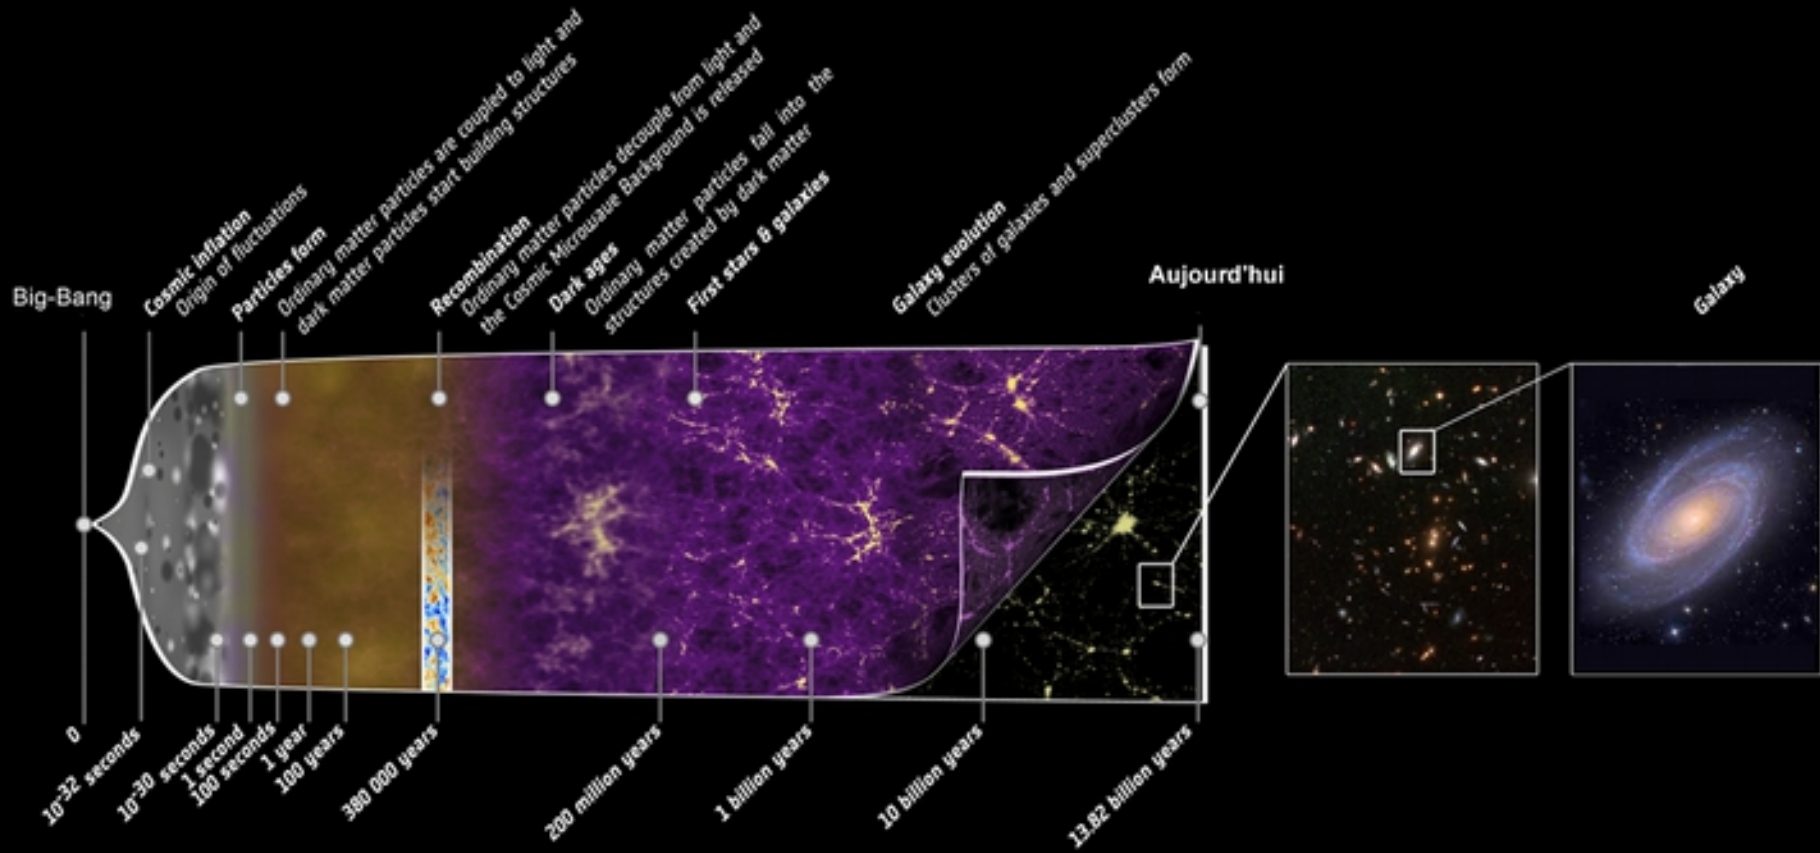 Big-Bang
Cosmic inflation
Origin of fluctuations
Particles form
Ordinary matter particles are coupled to light and
dark matter particles start building structures
Recombination
Ordinary matter particles decouple from light and
the Cosmic Microwave Background is released
Dark ages
Ordinary matter particles fall into the
structures created by dark matter
First stars & galaxies
Galaxy evolution
Clusters of galaxies and superclusters form
Aujourd'hui
Galaxy
0
10-32 seconds
10-30 seconds
1 second
100 seconds
1 year
100 years
380 000 years
200 million years
1 billion years
10 billion years
13.82 billion years